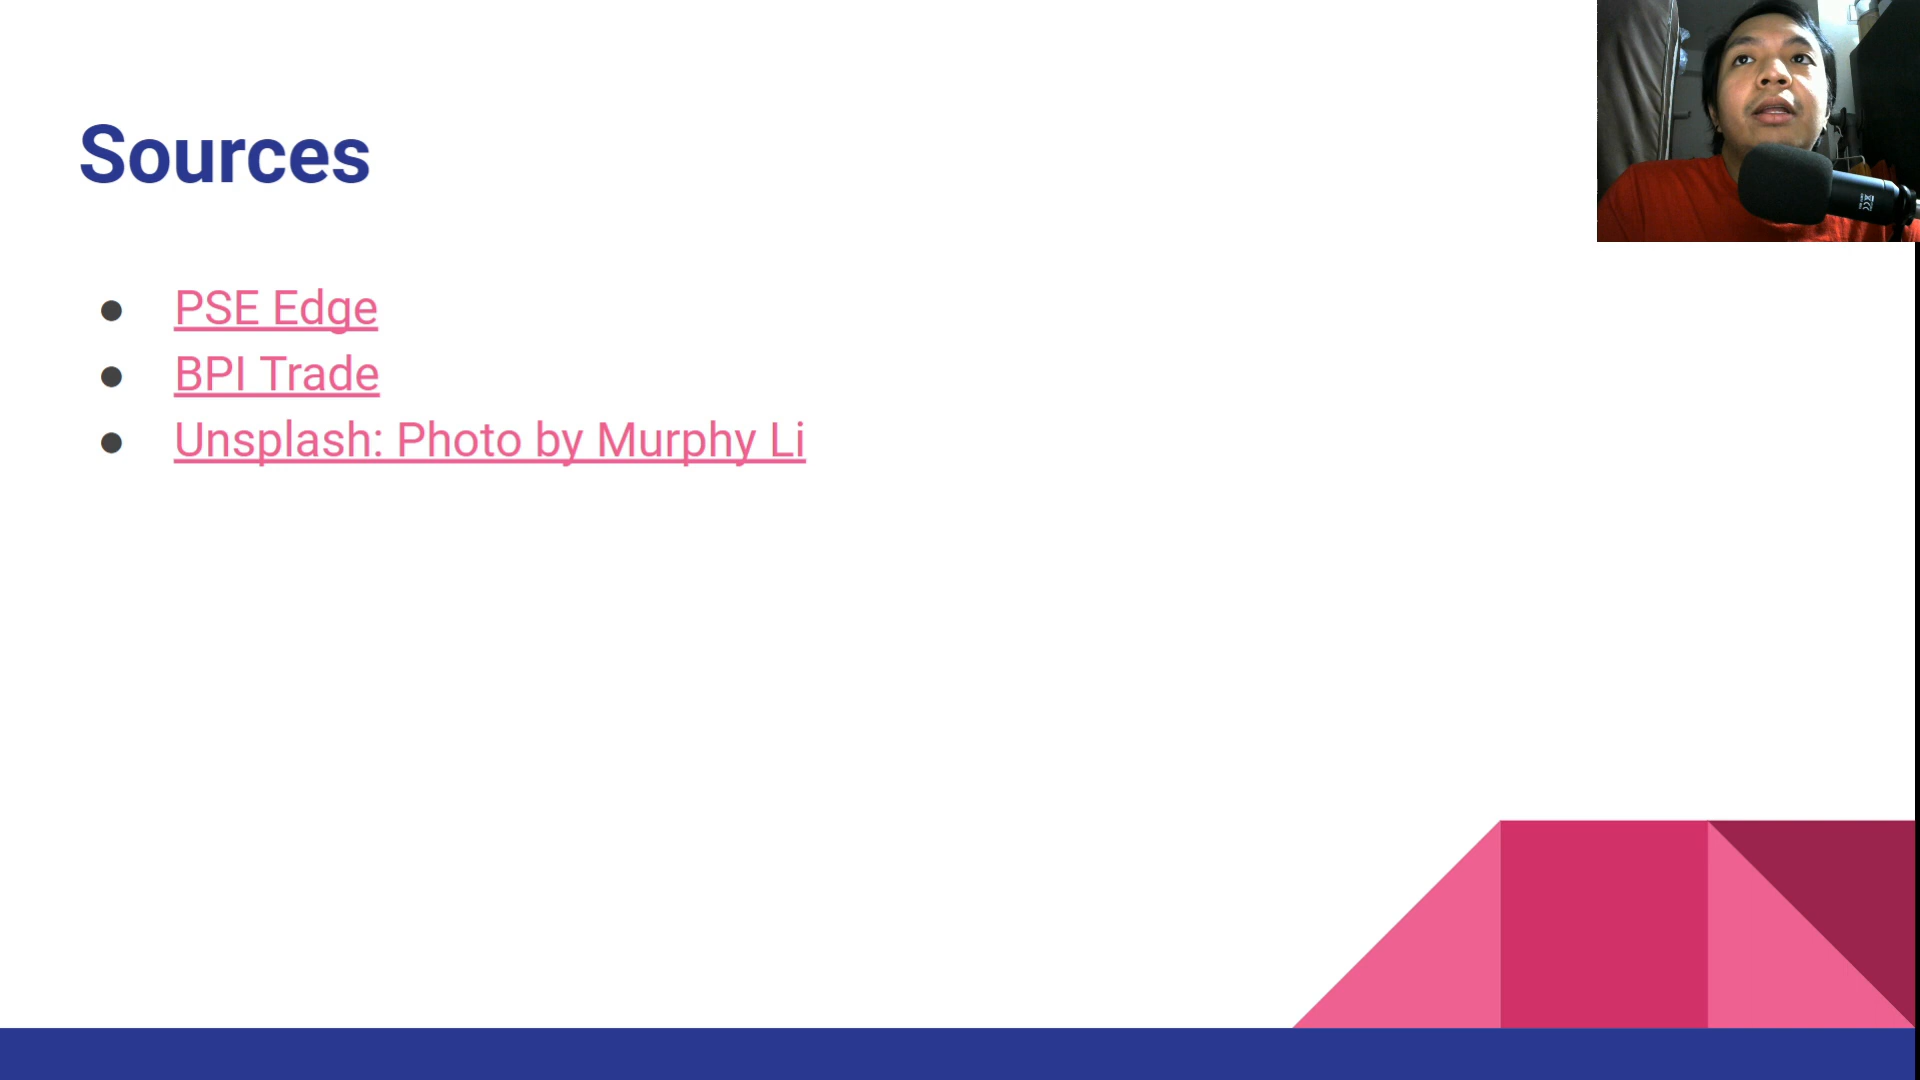 Sources
● PSE Edge
● BPI Trade
● Unsplash: Photo by Murphy Li